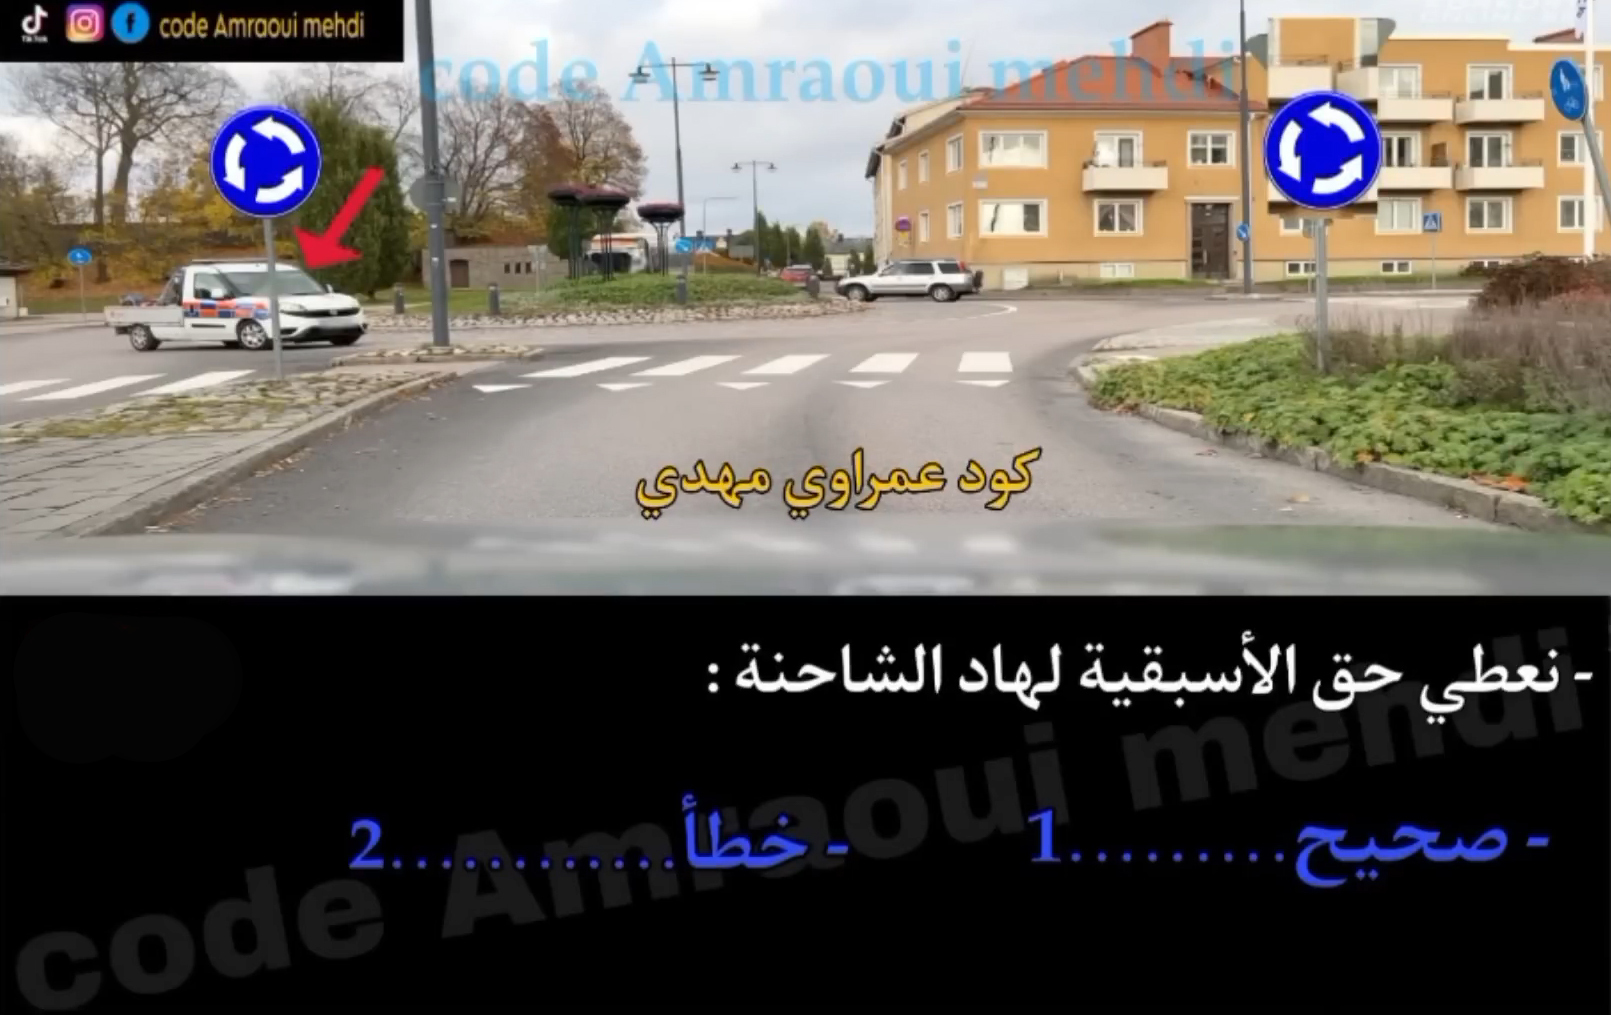 code Amraoui mehdi
code Amraoui mehdi
كود عمراوي مهدي
- نعطي حق الأسبقية لهاد الشاحنة :
- صحيح.........1
- خطأ............2
code Amraoui mehdi